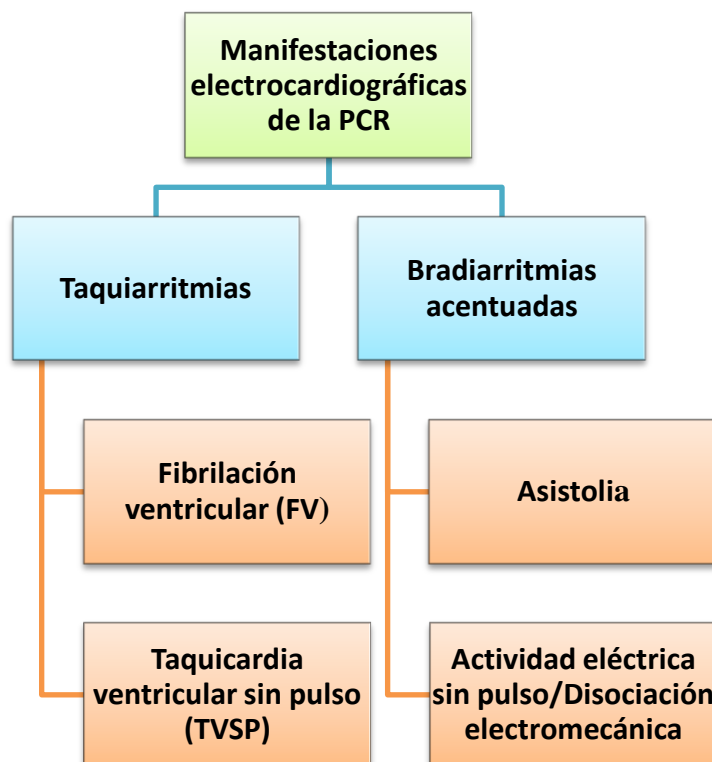 Manifestaciones
electrocardiográficas
de la PCR
Taquiarritmias
Bradiarritmias
acentuadas
Fibrilación
ventricular (FV)
Asistolia
Taquicardia
ventricular sin pulso
(TVSP)
Actividad eléctrica
sin pulso/Disociación
electromecánica